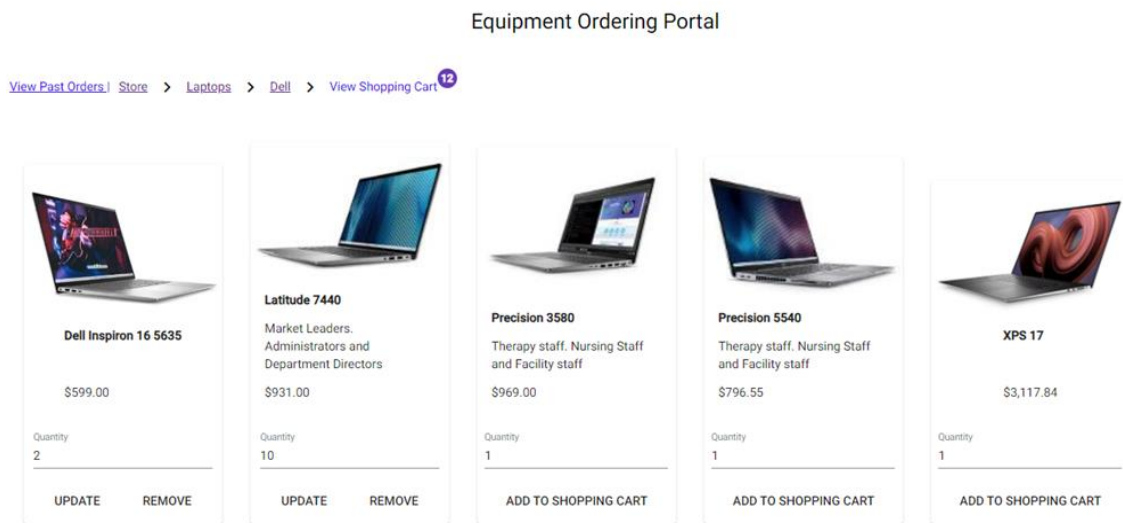 Equipment Ordering Portal
View Past Orders | Store > Laptops > Dell > View Shopping Cart 12
Dell Inspiron 16 5635
$599.00
Quantity
2
UPDATE REMOVE
Latitude 7440
Market Leaders.
Administrators and
Department Directors
$931.00
Quantity
10
UPDATE REMOVE
Precision 3580
Therapy staff. Nursing Staff
and Facility staff
$969.00
Quantity
1
ADD TO SHOPPING CART
Precision 5540
Therapy staff. Nursing Staff
and Facility staff
$796.55
Quantity
1
ADD TO SHOPPING CART
XPS 17
$3,117.84
Quantity
1
ADD TO SHOPPING CART